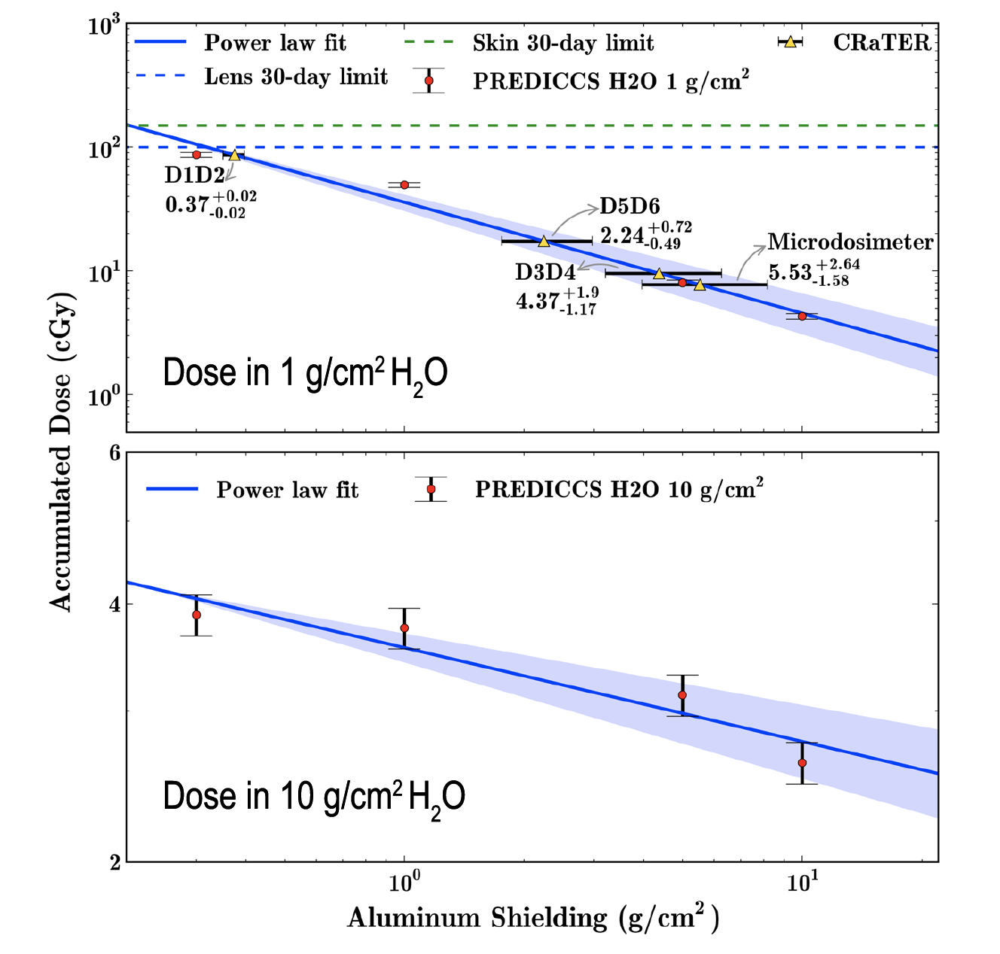 10³
Power law fit
Skin 30-day limit
CRaTER
Lens 30-day limit
PREDICCS H2O 1 g/cm²
10²
D1D2
0.37+0.02-0.02
D5D6
2.24+0.72-0.49
Microdosimeter
5.53+2.64-1.58
10¹
D3D4
4.37+1.9-1.17
Dose in 1 g/cm² H₂O
10⁰
Accumulated Dose (cGy)
6
Power law fit
PREDICCS H2O 10 g/cm²
4
Dose in 10 g/cm² H₂O
2
10⁰
10¹
Aluminum Shielding (g/cm²)